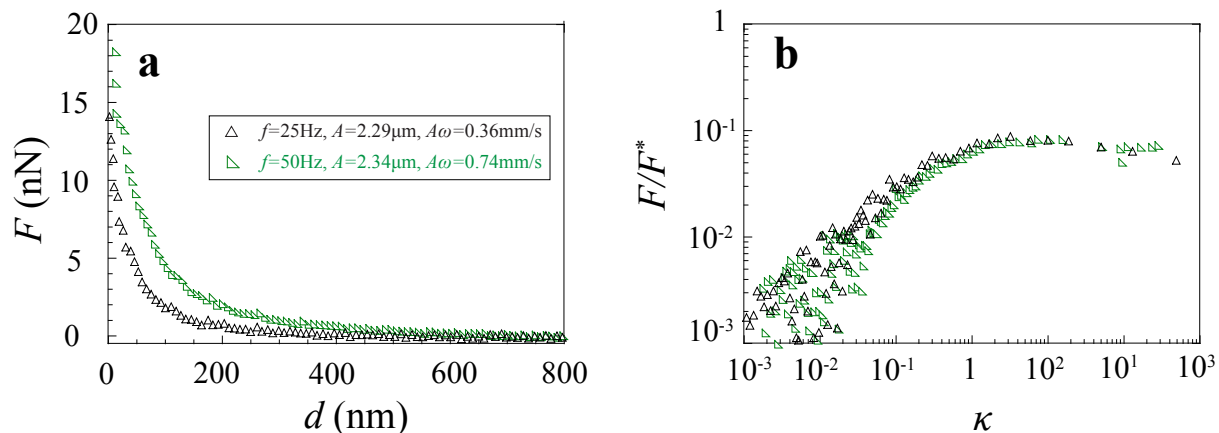 a
F (nN)
20
15
10
5
0
f=25Hz, A=2.29μm, Aω=0.36mm/s
f=50Hz, A=2.34μm, Aω=0.74mm/s
0 200 400 600 800
d (nm)
b
F/F*
1
10⁻¹
10⁻²
10⁻³
10⁻³ 10⁻² 10⁻¹ 1 10² 10¹ 10³
κ